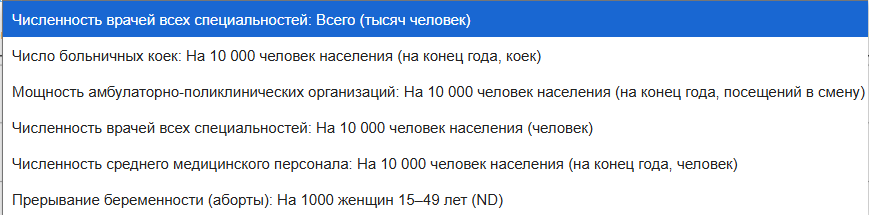 Численность врачей всех специальностей: Всего (тысяч человек)
Число больничных коек: На 10 000 человек населения (на конец года, коек)
Мощность амбулаторно-поликлинических организаций: На 10 000 человек населения (на конец года, посещений в смену)
Численность врачей всех специальностей: На 10 000 человек населения (человек)
Численность среднего медицинского персонала: На 10 000 человек населения (на конец года, человек)
Прерывание беременности (аборты): На 1000 женщин 15–49 лет (ND)